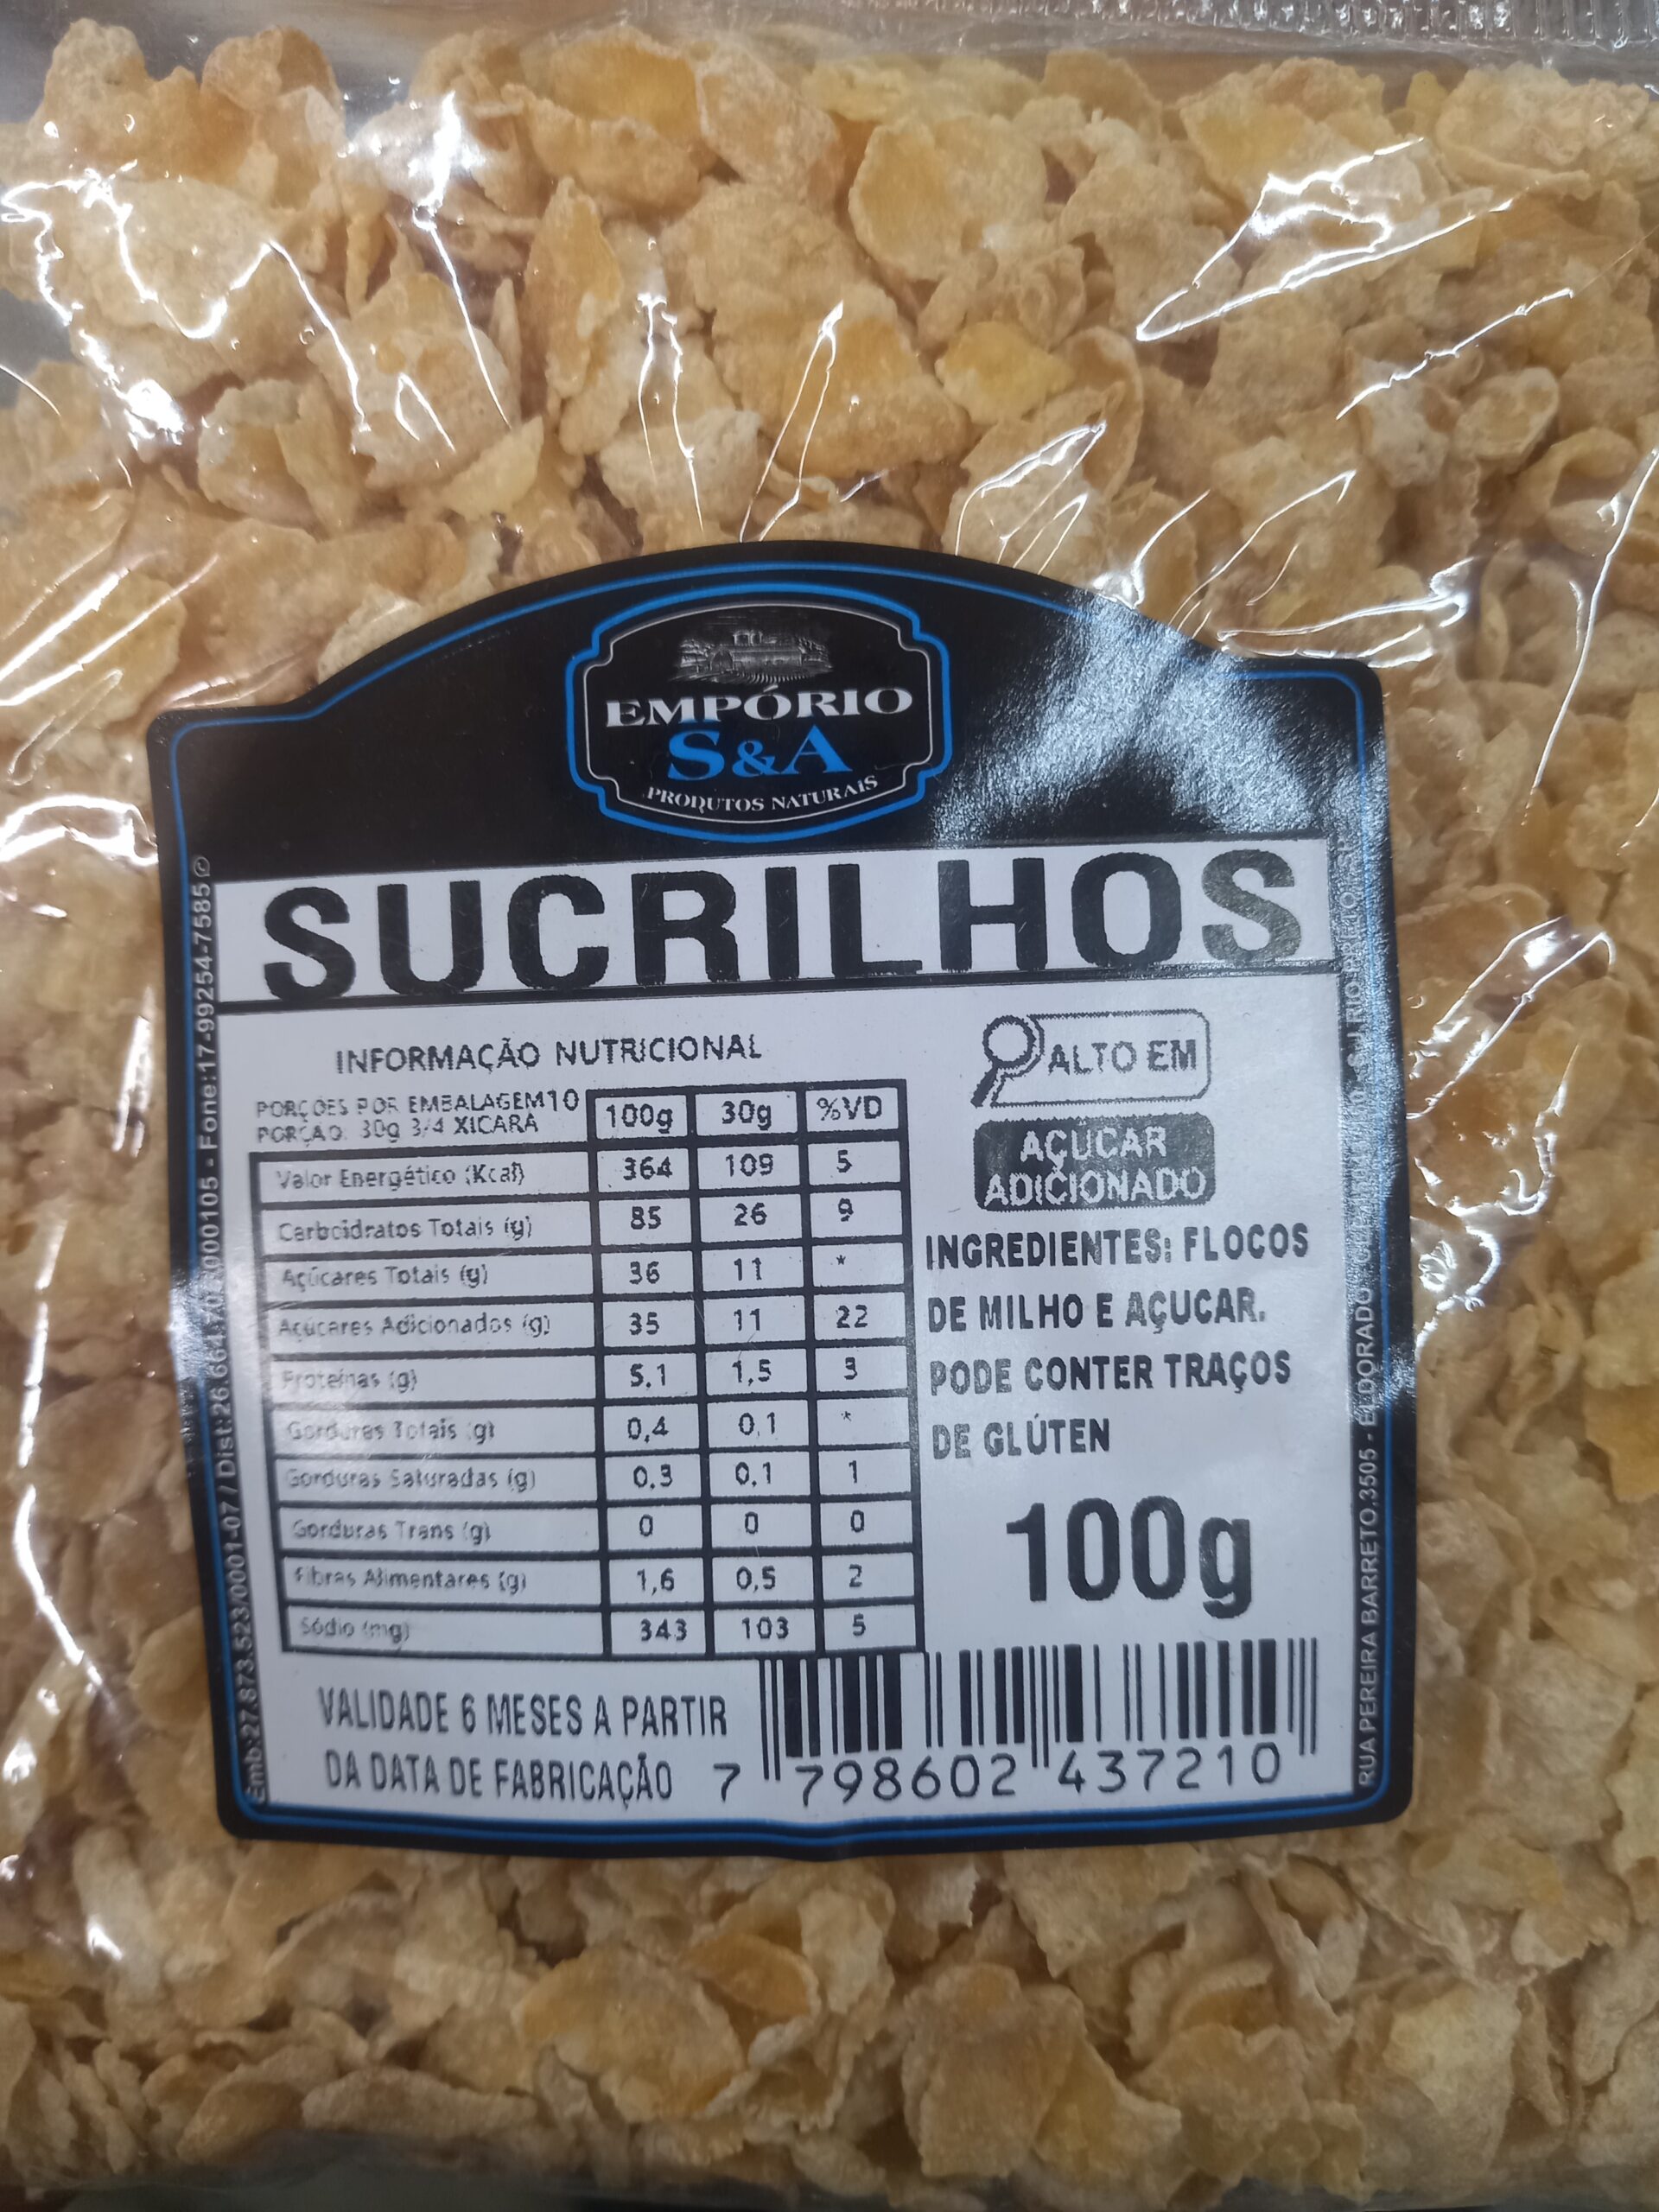 EMPÓRIO
S&A
PRODUTOS NATURAIS
SUCRILHOS
INFORMAÇÃO NUTRICIONAL
PORÇOES POR EMBALAGEM10
PORÇAO: 30g 3/4 XICARA
100g 30g %VD
Valor Energético (Kcal) 364 109 5
Carboidratos Totais (g) 85 26 9
Açúcares Totais (g) 36 11 *
Açúcares Adicionados (g) 35 11 22
Proteínas (g) 5.1 1,5 3
Gorduras Totais (g) 0,4 0,1 *
Gorduras Saturadas (g) 0.3 0.1 1
Gorduras Trans (g) 0 0 0
Fibras Alimentares (g) 1,6 0,5 2
Sódio (mg) 343 103 5
ALTO EM
AÇÚCAR
ADICIONADO
INGREDIENTES: FLOCOS
DE MILHO E AÇUCAR.
PODE CONTER TRAÇOS
DE GLÚTEN
100g
VALIDADE 6 MESES A PARTIR
DA DATA DE FABRICAÇÃO
7 798602 437210
Emb:27.873.523/0001-07 / Dist:26.664 000105 - Fone:17-99254-7585
RUA PEREIRA BARRETO,3505 - ELDORADO